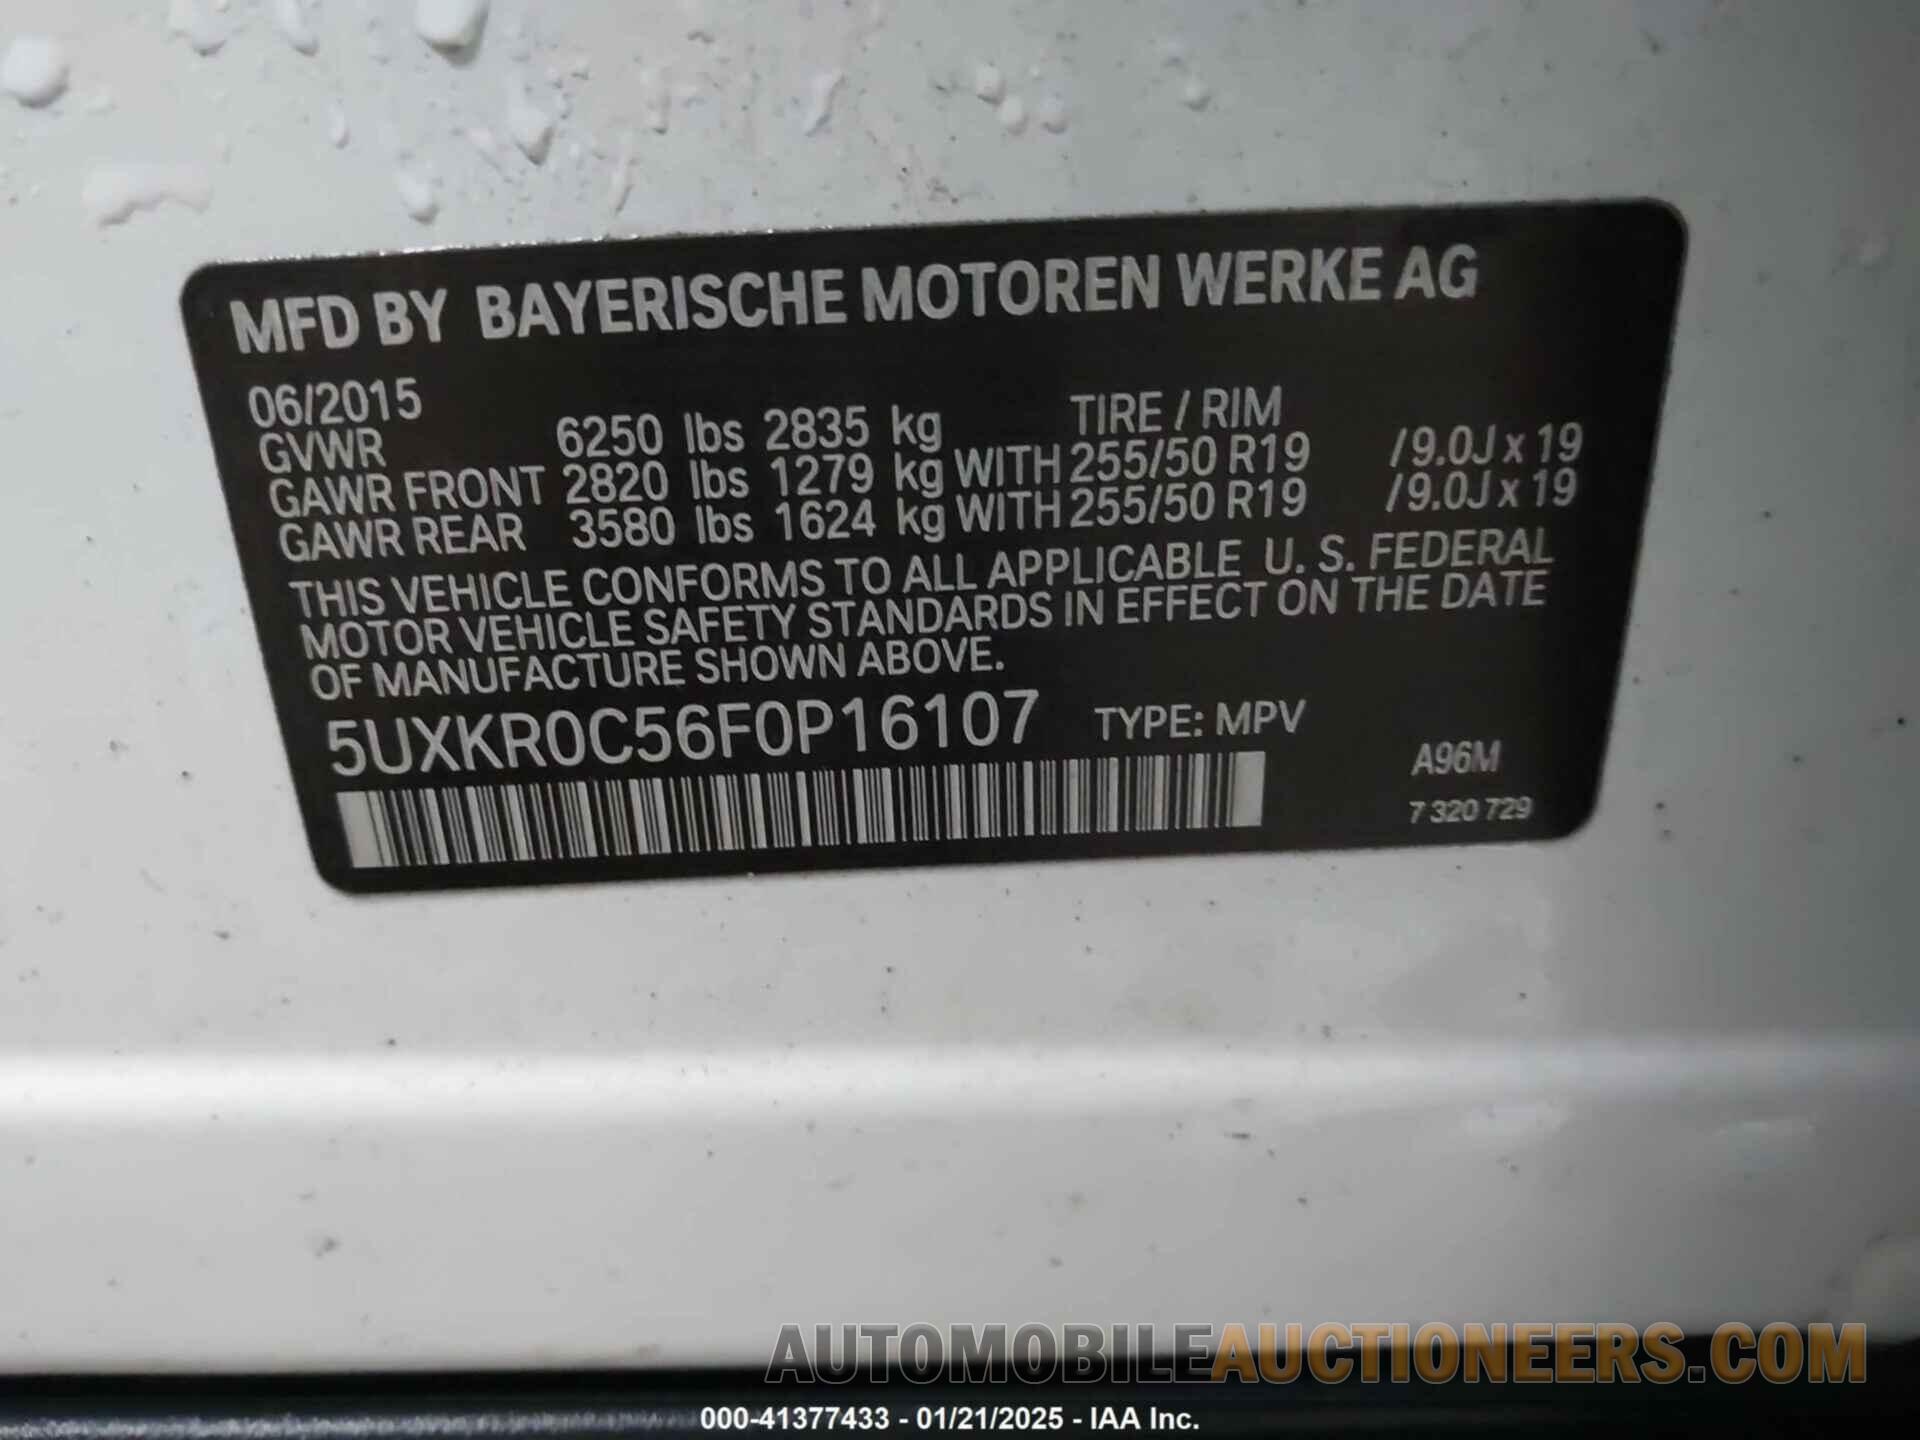 MFD BY BAYERISCHE MOTOREN WERKE AG
06/2015
GVWR 6250 lbs 2835 kg TIRE / RIM
GAWR FRONT 2820 lbs 1279 kg WITH 255/50 R19 /9.0J x 19
GAWR REAR 3580 lbs 1624 kg WITH 255/50 R19 /9.0J x 19
THIS VEHICLE CONFORMS TO ALL APPLICABLE U. S. FEDERAL
MOTOR VEHICLE SAFETY STANDARDS IN EFFECT ON THE DATE
OF MANUFACTURE SHOWN ABOVE.
5UXKR0C56F0P16107 TYPE: MPV
A96M
7 320 729
AUTOMOBILEAUCTIONEERS.COM
000-41377433 - 01/21/2025 - IAA Inc.